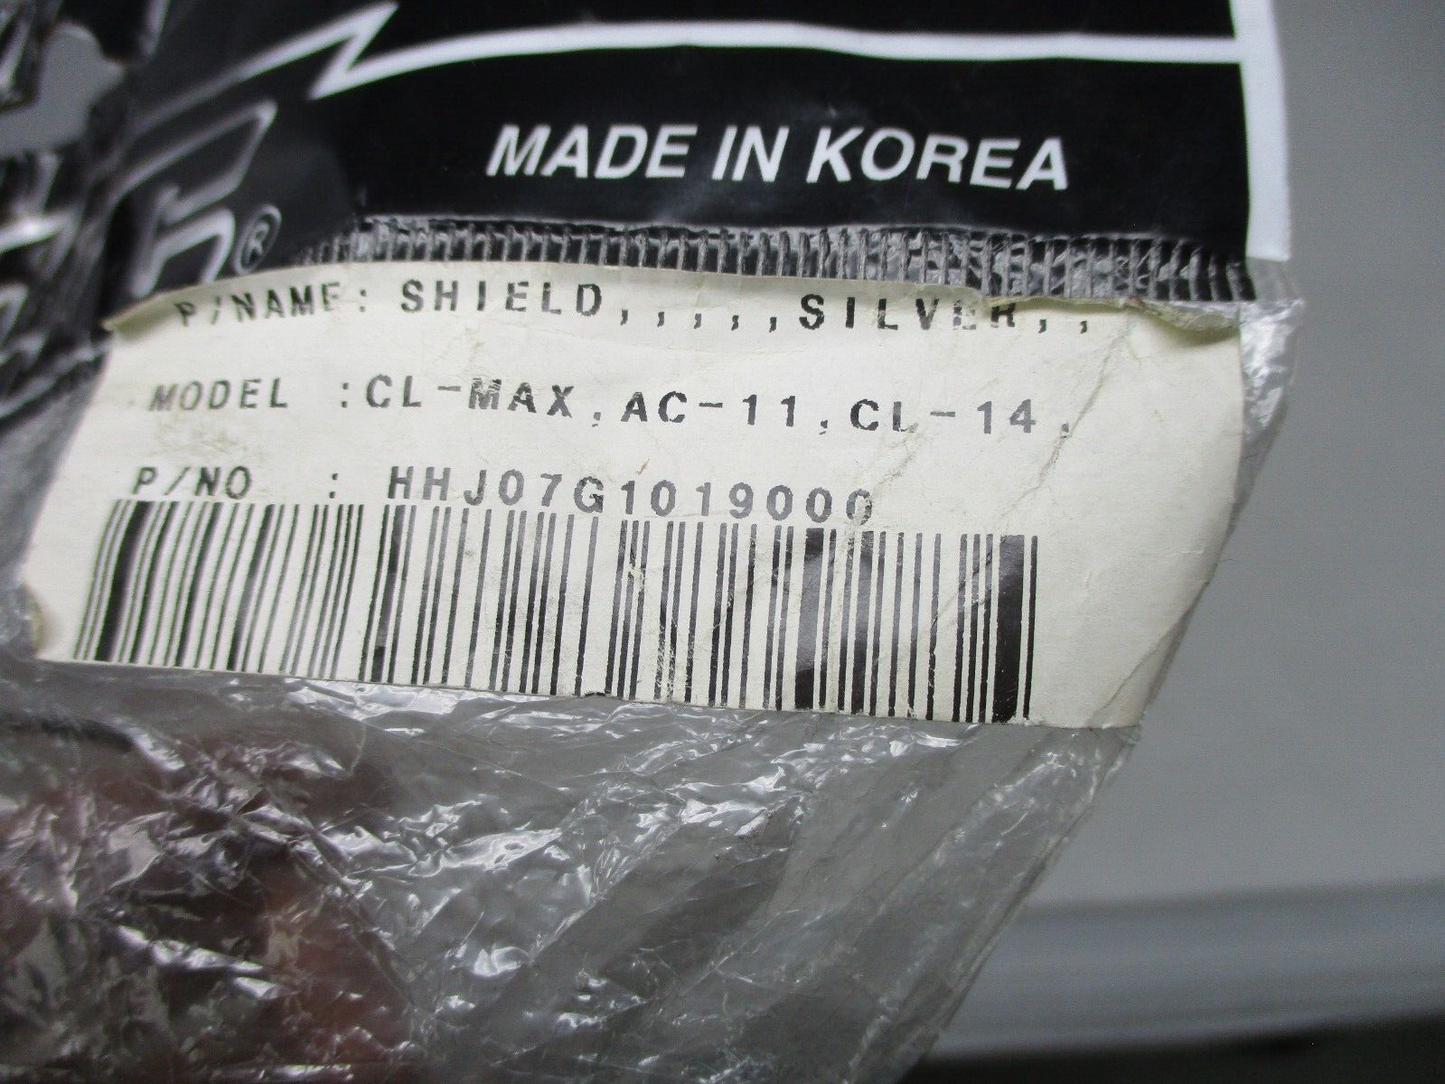 MADE IN KOREA
®
P/NAME: SHIELD,,,,,SILVER,,
MODEL :CL-MAX,AC-11,CL-14,
P/NO : HHJ07G1019000